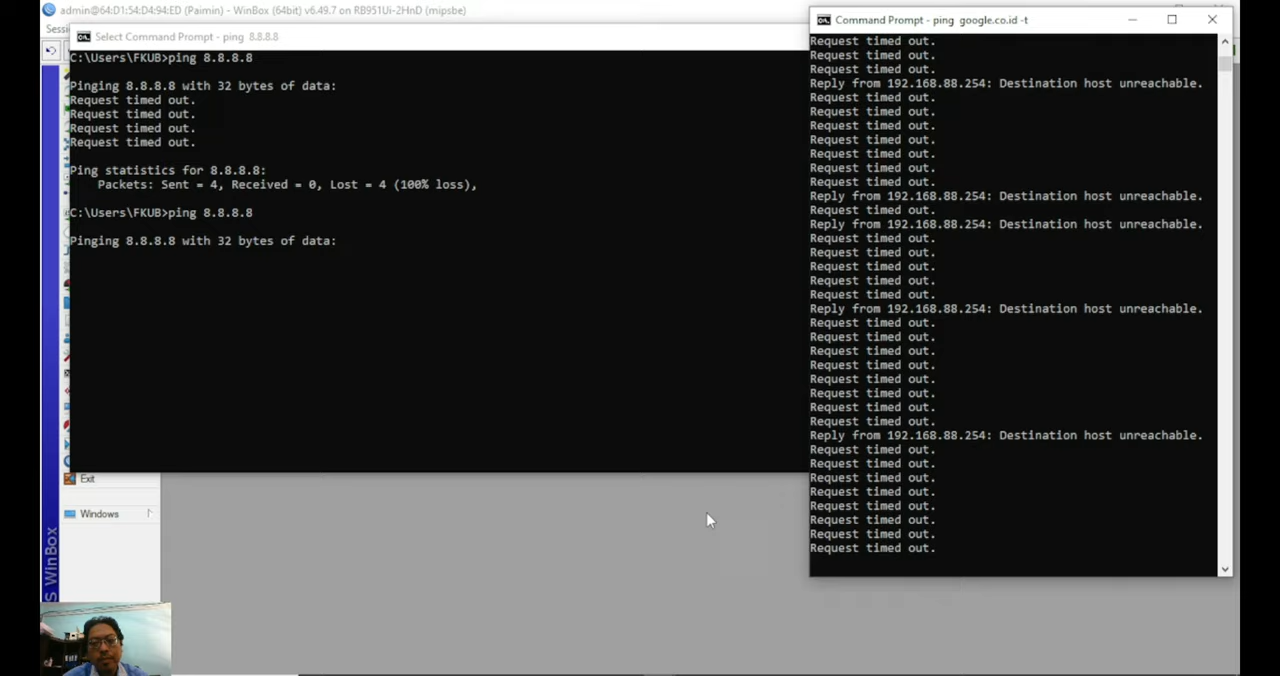 admin@64:D1:54:D4:94:ED (Paimin) - WinBox (64bit) v6.49.7 on RB951Ui-2HnD (mipsbe)
Sessi
Select Command Prompt - ping 8.8.8.8
C:\Users\FKUB>ping 8.8.8.8
Pinging 8.8.8.8 with 32 bytes of data:
Request timed out.
Request timed out.
Request timed out.
Request timed out.
Ping statistics for 8.8.8.8:
Packets: Sent = 4, Received = 0, Lost = 4 (100% loss),
C:\Users\FKUB>ping 8.8.8.8
Pinging 8.8.8.8 with 32 bytes of data:
Exit
Windows
S WinBox
Command Prompt - ping google.co.id -t
Request timed out.
Request timed out.
Request timed out.
Reply from 192.168.88.254: Destination host unreachable.
Request timed out.
Request timed out.
Request timed out.
Request timed out.
Request timed out.
Request timed out.
Request timed out.
Reply from 192.168.88.254: Destination host unreachable.
Request timed out.
Reply from 192.168.88.254: Destination host unreachable.
Request timed out.
Request timed out.
Request timed out.
Request timed out.
Request timed out.
Reply from 192.168.88.254: Destination host unreachable.
Request timed out.
Request timed out.
Request timed out.
Request timed out.
Request timed out.
Request timed out.
Request timed out.
Request timed out.
Reply from 192.168.88.254: Destination host unreachable.
Request timed out.
Request timed out.
Request timed out.
Request timed out.
Request timed out.
Request timed out.
Request timed out.
Request timed out.